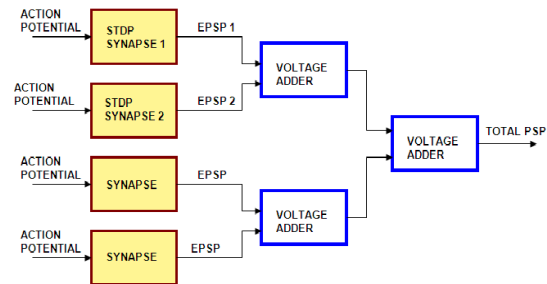 ACTION
POTENTIAL
STDP
SYNAPSE 1
EPSP 1
ACTION
POTENTIAL
STDP
SYNAPSE 2
EPSP 2
VOLTAGE
ADDER
ACTION
POTENTIAL
SYNAPSE
EPSP
ACTION
POTENTIAL
SYNAPSE
EPSP
VOLTAGE
ADDER
VOLTAGE
ADDER
TOTAL PSP